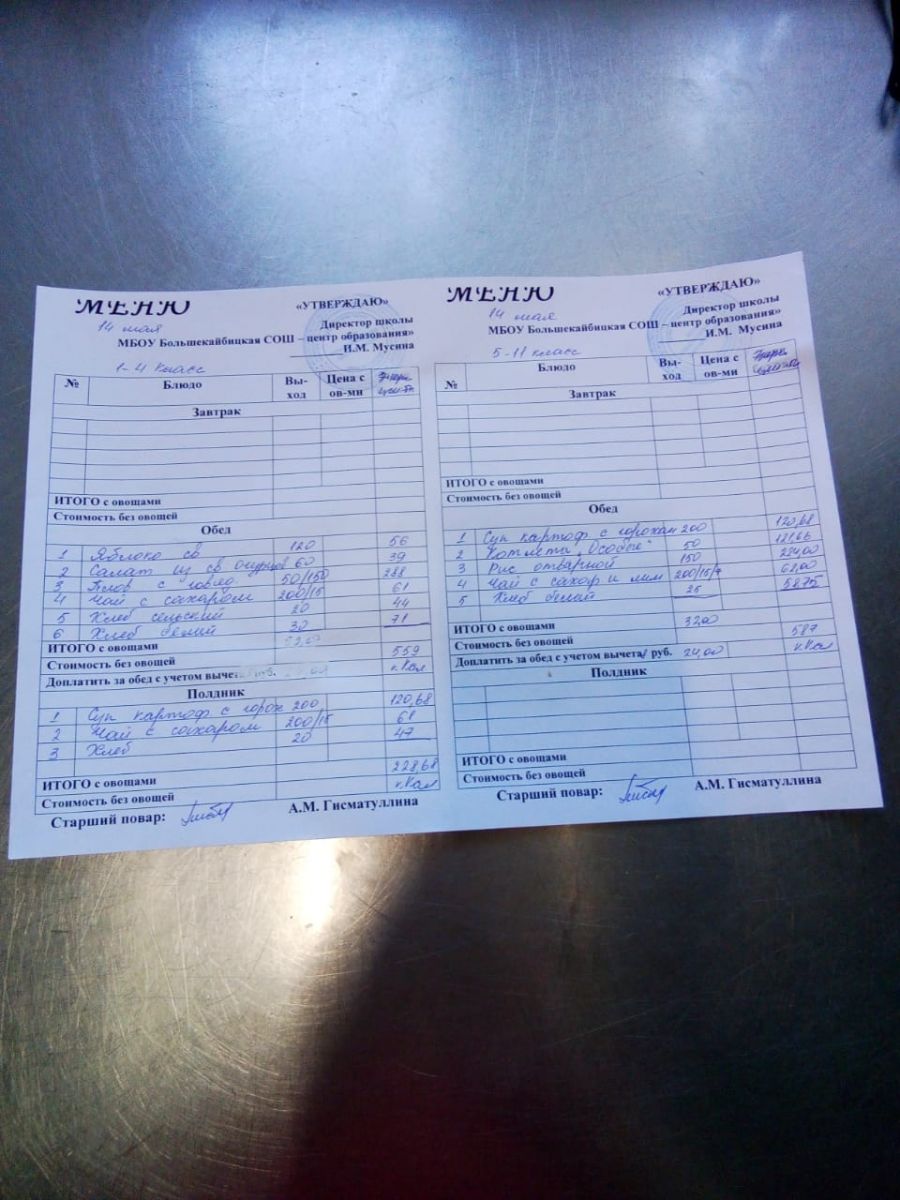 МЕНЮ
«УТВЕРЖДАЮ»
14 мая
Директор школы
МБОУ Большекайбицкая СОШ – центр образования»
И.М. Мусина
1-4 класс
№ Блюдо Вы-ход Цена с ов-ми
Завтрак
ИТОГО с овощами
Стоимость без овощей
Обед
1 Яблоко св 120 56
2 Салат из св огурцов 60 39
3 Плов с говяд 50/150 288
4 Чай с сахаром 200/15 61
5 Хлеб сельский 20 44
6 Хлеб белый 30 71
ИТОГО с овощами
Стоимость без овощей 559
Доплатить за обед с учетом вычета руб. кКал
Полдник
1 Суп картоф с горох 200 120,68
2 Чай с сахаром 200/15 61
3 Хлеб 20 47
228,68
ИТОГО с овощами кКал
Стоимость без овощей
Старший повар: А.М. Гисматуллина
МЕНЮ
«УТВЕРЖДАЮ»
14 мая
Директор школы
МБОУ Большекайбицкая СОШ – центр образования»
И.М. Мусина
5-11 класс
№ Блюдо Вы-ход Цена с ов-ми
Завтрак
ИТОГО с овощами
Стоимость без овощей
Обед
1 Суп картоф с горохом 200 120,68
2 Котлета "Особые" 50 121,66
3 Рис отварной 150 224,00
4 Чай с сахар и лим 200/15/7 62,00
5 Хлеб белый 25 58,75
ИТОГО с овощами 32,00
Стоимость без овощей 587
Доплатить за обед с учетом вычета/ руб. 24,00 кКал
Полдник
ИТОГО с овощами
Стоимость без овощей
Старший повар: А.М. Гисматуллина